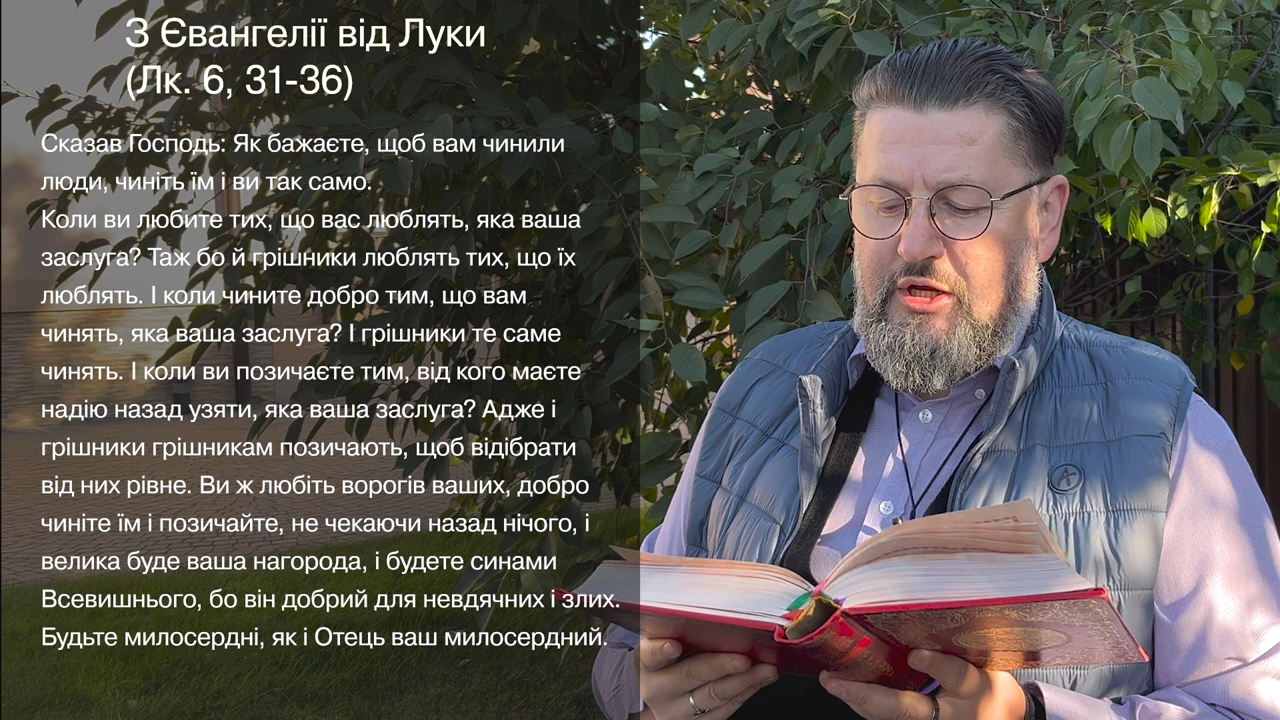 З Євангелії від Луки
(Лк. 6, 31-36)
Сказав Господь: Як бажаєте, щоб вам чинили
люди, чиніть їм і ви так само.
Коли ви любите тих, що вас люблять, яка ваша
заслуга? Таж бо й грішники люблять тих, що їх
люблять. І коли чините добро тим, що вам
чинять, яка ваша заслуга? І грішники те саме
чинять. І коли ви позичаєте тим, від кого маєте
надію назад узяти, яка ваша заслуга? Адже і
грішники грішникам позичають, щоб відібрати
від них рівне. Ви ж любіть ворогів ваших, добро
чиніте їм і позичайте, не чекаючи назад нічого, і
велика буде ваша нагорода, і будете синами
Всевишнього, бо він добрий для невдячних і злих.
Будьте милосердні, як і Отець ваш милосердний.